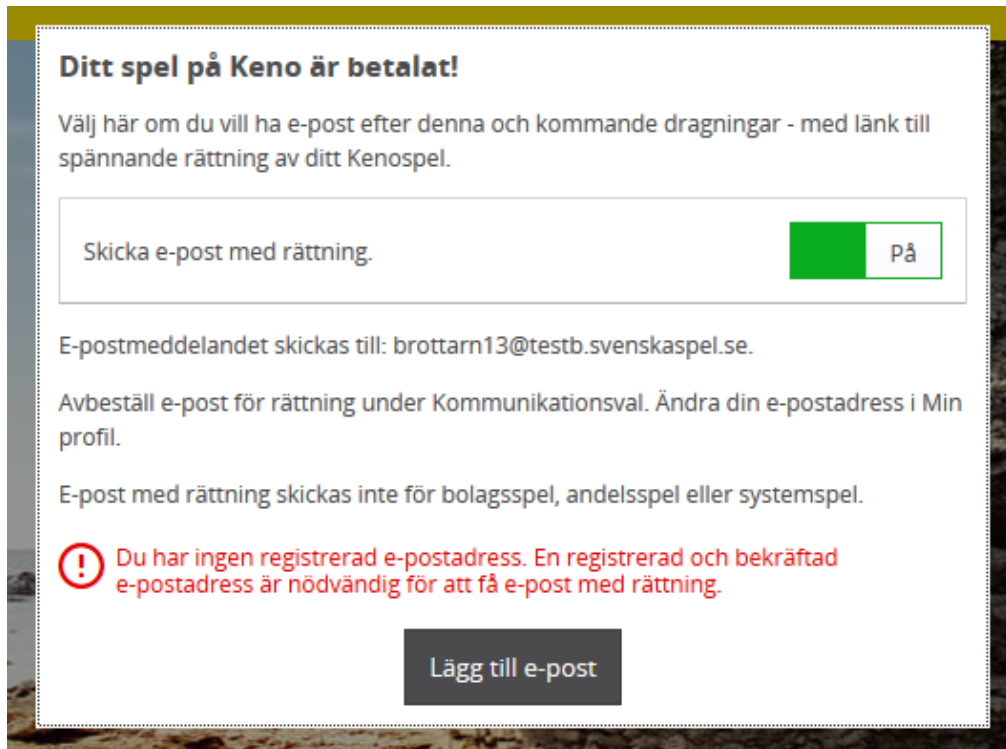 Ditt spel på Keno är betalat!
Välj här om du vill ha e-post efter denna och kommande dragningar - med länk till
spännande rättning av ditt Kenospel.
Skicka e-post med rättning.
På
E-postmeddelandet skickas till: brottarn13@testb.svenskaspel.se.
Avbeställ e-post för rättning under Kommunikationsval. Ändra din e-postadress i Min
profil.
E-post med rättning skickas inte för bolagsspel, andelsspel eller systemspel.
Du har ingen registrerad e-postadress. En registrerad och bekräftad
e-postadress är nödvändig för att få e-post med rättning.
Lägg till e-post